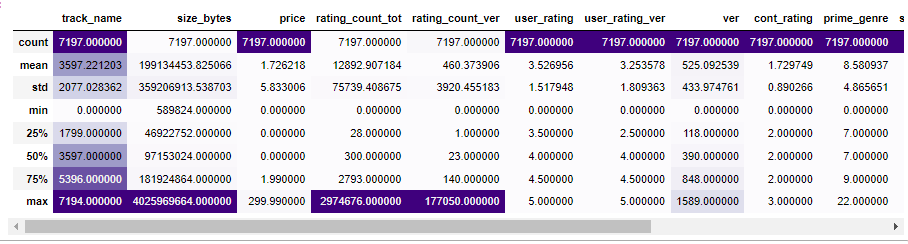 track_name size_bytes price rating_count_tot rating_count_ver user_rating user_rating_ver ver cont_rating prime_genre s
count 7197.000000 7197.000000 7197.000000 7197.000000 7197.000000 7197.000000 7197.000000 7197.000000 7197.000000 7197.000000
mean 3597.221203 199134453.825066 1.726218 12892.907184 460.373906 3.526956 3.253578 525.092539 1.729749 8.580937
std 2077.028362 359206913.538703 5.833006 75739.408675 3920.455183 1.517948 1.809363 433.974761 0.890266 4.865651
min 0.000000 589824.000000 0.000000 0.000000 0.000000 0.000000 0.000000 0.000000 0.000000 0.000000
25% 1799.000000 46922752.000000 0.000000 28.000000 1.000000 3.500000 2.500000 118.000000 2.000000 7.000000
50% 3597.000000 97153024.000000 0.000000 300.000000 23.000000 4.000000 4.000000 390.000000 2.000000 7.000000
75% 5396.000000 181924864.000000 1.990000 2793.000000 140.000000 4.500000 4.500000 848.000000 2.000000 9.000000
max 7194.000000 4025969664.000000 299.990000 2974676.000000 177050.000000 5.000000 5.000000 1589.000000 3.000000 22.000000